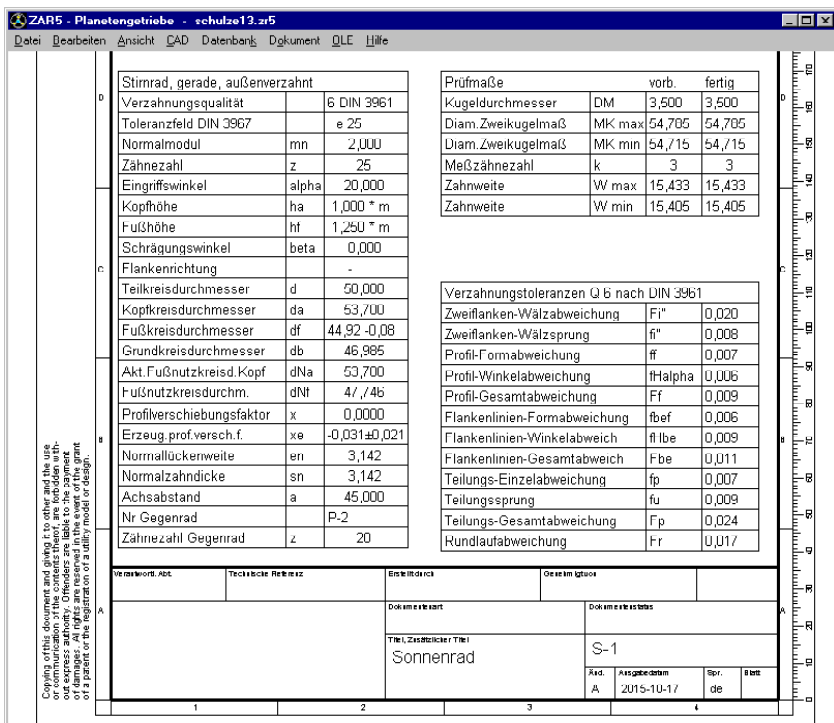 ZAR5 - Planetengetriebe - schulze13.zr5
Datei Bearbeiten Ansicht CAD Datenbank Dokument OLE Hilfe
Stirnrad, gerade, außenverzahnt
Verzahnungsqualität 6 DIN 3961
Toleranzfeld DIN 3967 e 25
Normalmodul mn 2,000
Zähnezahl z 25
Eingriffswinkel alpha 20,000
Kopfhöhe ha 1,000 * m
Fußhöhe hf 1,250 * m
Schrägungswinkel beta 0,000
Flankenrichtung -
Teilkreisdurchmesser d 50,000
Kopfkreisdurchmesser da 53,700
Fußkreisdurchmesser df 44,92 -0,08
Grundkreisdurchmesser db 46,985
Akt.Fußnutzkreisd.Kopf dNa 53,700
Fußnutzkreisdurchm. dNf 47,746
Profilverschiebungsfaktor x 0,0000
Erzeug.prof.versch.f. xe -0,031±0,021
Normallückenweite en 3,142
Normalzahndicke sn 3,142
Achsabstand a 45,000
Nr Gegenrad P-2
Zähnezahl Gegenrad z 20
Prüfmaße vorb. fertig
Kugeldurchmesser DM 3,500 3,500
Diam.Zweikugelmaß MK max 54,785 54,785
Diam.Zweikugelmaß MK min 54,715 54,715
Meßzähnezahl k 3 3
Zahnweite W max 15,433 15,433
Zahnweite W min 15,405 15,405
Verzahnungstoleranzen Q 6 nach DIN 3961
Zweiflanken-Wälzabweichung Fi" 0,020
Zweiflanken-Wälzsprung fi" 0,008
Profil-Formabweichung ff 0,007
Profil-Winkelabweichung fHalpha 0,006
Profil-Gesamtabweichung Ff 0,009
Flankenlinien-Formabweichung fbef 0,006
Flankenlinien-Winkelabweich fHbe 0,009
Flankenlinien-Gesamtabweich Fbe 0,011
Teilungs-Einzelabweichung fp 0,007
Teilungssprung fu 0,009
Teilungs-Gesamtabweichung Fp 0,024
Rundlaufabweichung Fr 0,017
Copying of this document and giving it to other and the use
or communication of the contents therof, are forbidden with-
out express authority. Offenders are liable to the payment
of damages. All rights are reserved in the event of the grant
of a patent or the registration of a utility model or design.
Verantwortl. Abt. Technische Referenz Erstellt durch Genehmigt von
Dokumentenart Dokumentenstatus
Titel, Zusätzlicher Titel
Sonnenrad
S-1
Änd. Ausgabedatum Spr. Blatt
A 2015-10-17 de
D
C
B
A
D
C
B
A
1 2 3 4